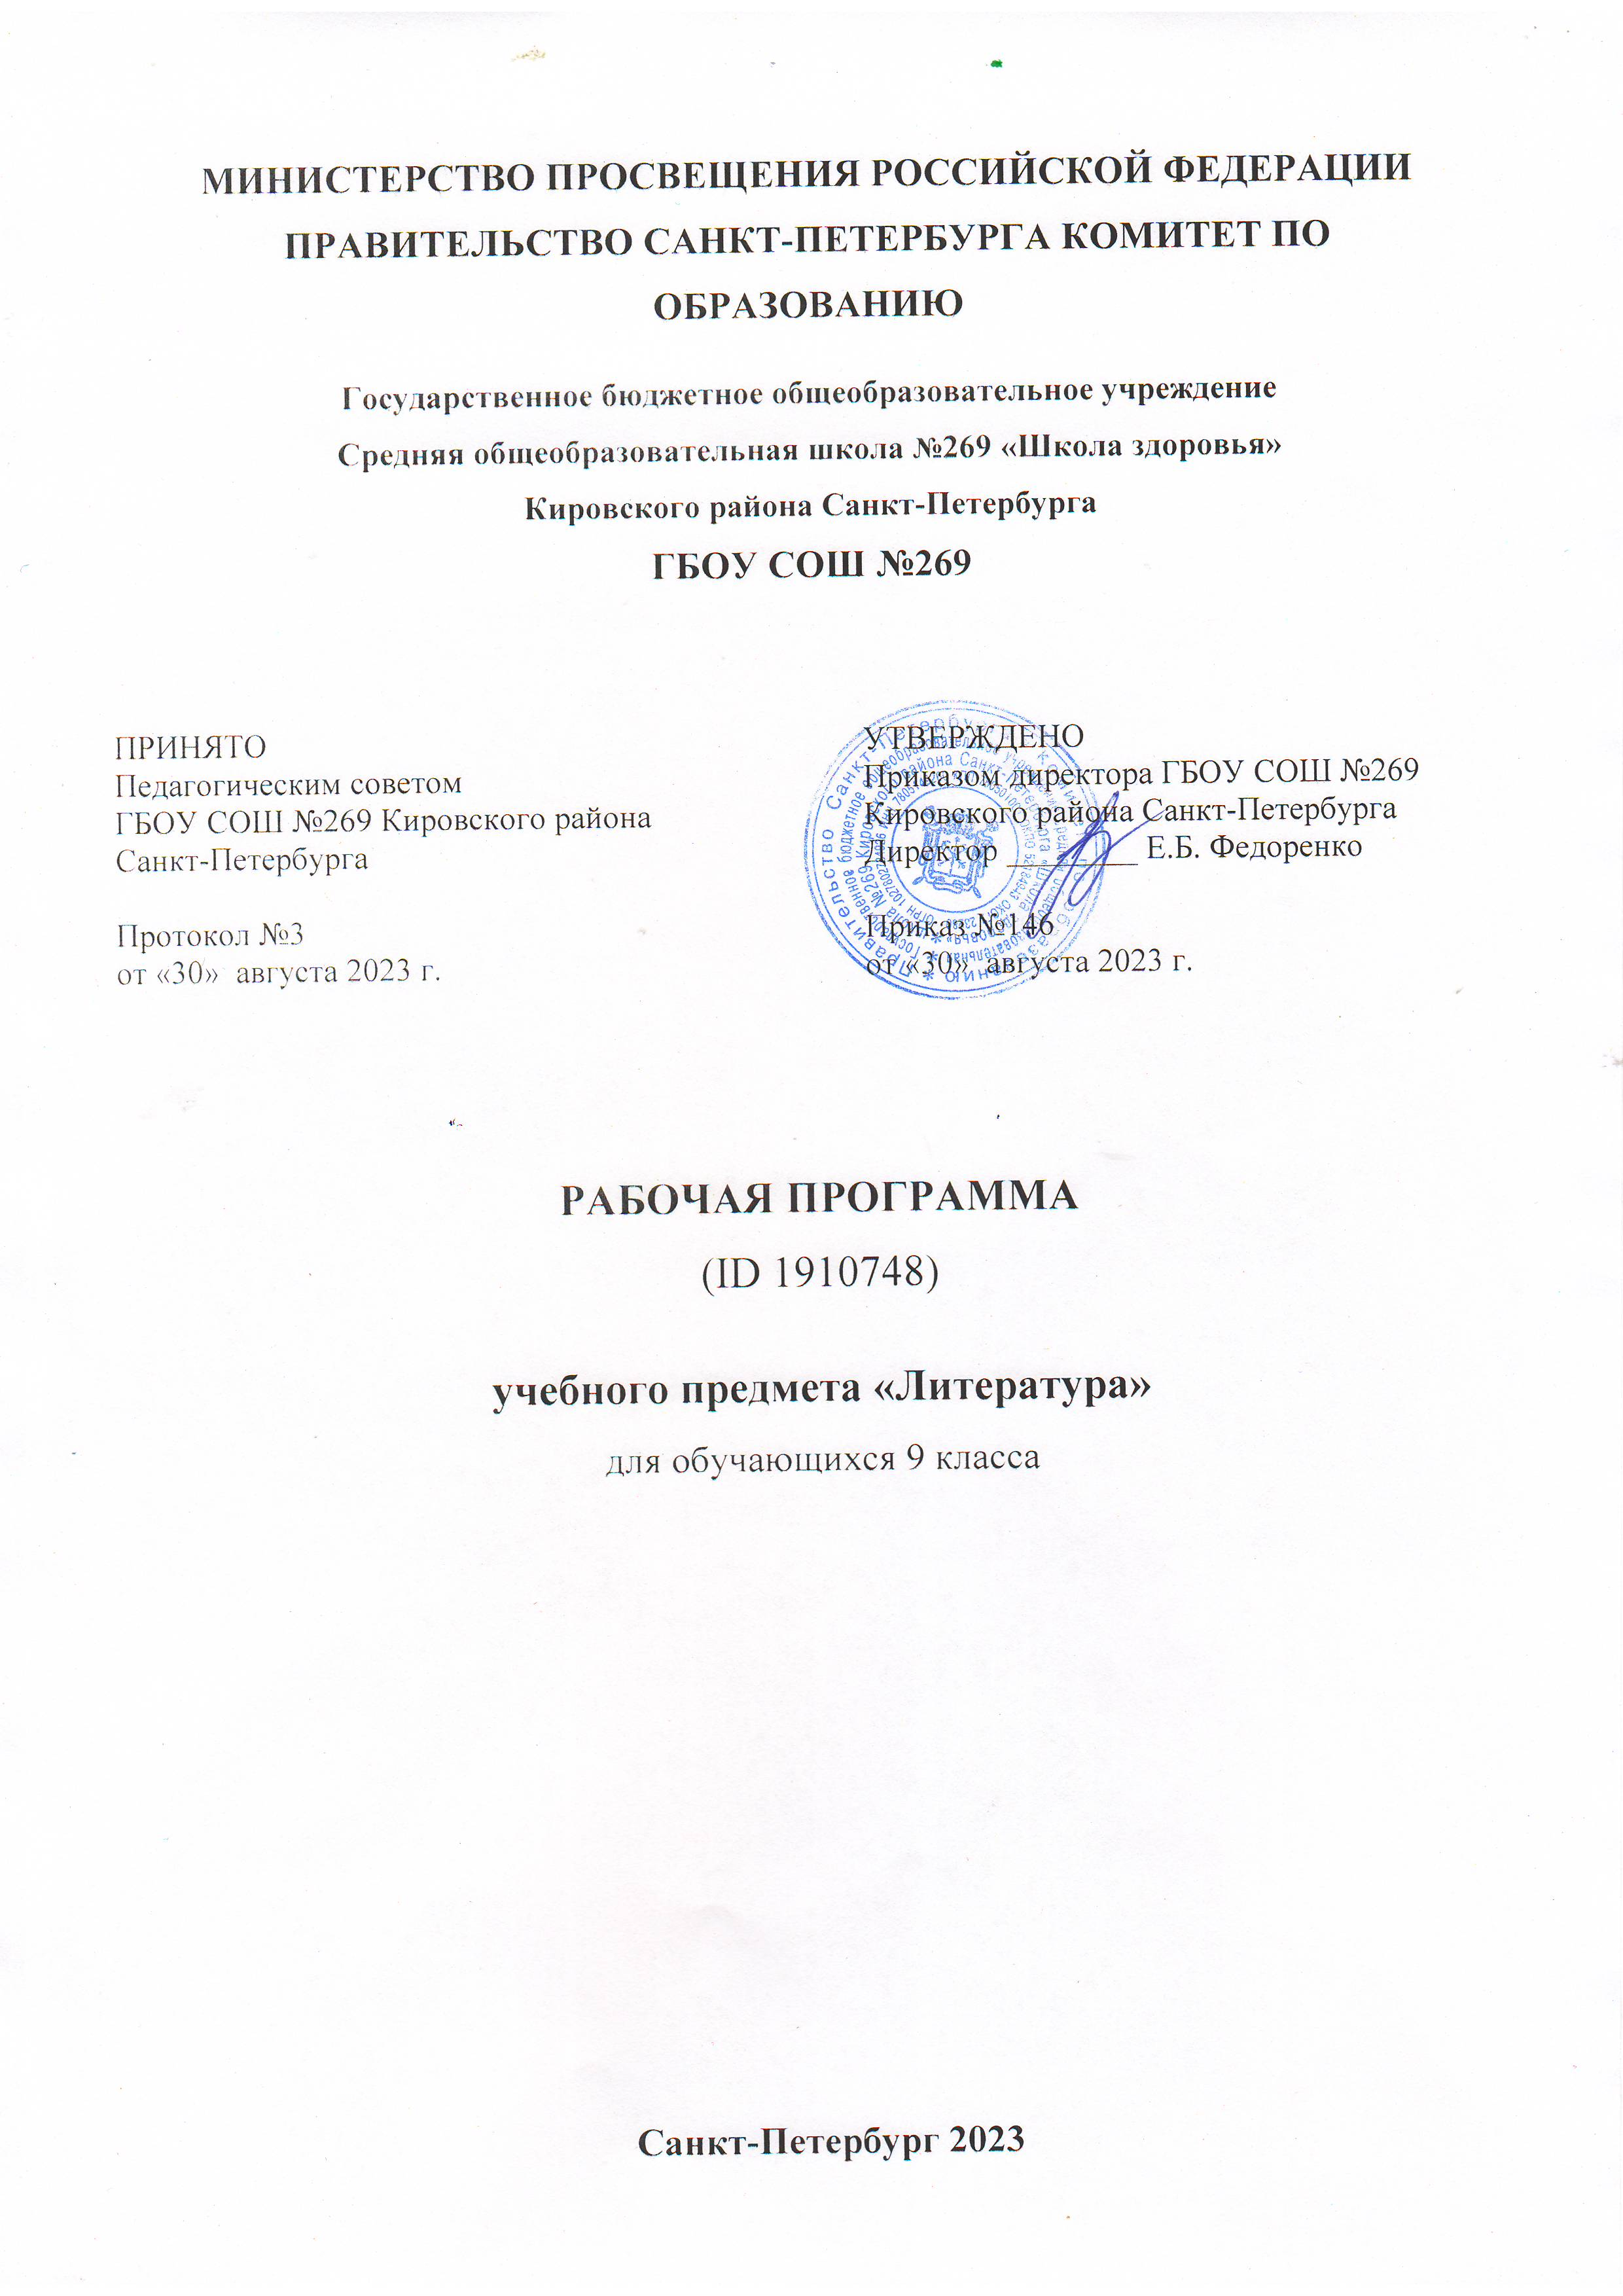 МИНИСТЕРСТВО ПРОСВЕЩЕНИЯ РОССИЙСКОЙ ФЕДЕРАЦИИ
ПРАВИТЕЛЬСТВО САНКТ-ПЕТЕРБУРГА КОМИТЕТ ПО
ОБРАЗОВАНИЮ
Государственное бюджетное общеобразовательное учреждение
Средняя общеобразовательная школа №269 «Школа здоровья»
Кировского района Санкт-Петербурга
ГБОУ СОШ №269
ПРИНЯТО
Педагогическим советом
ГБОУ СОШ №269 Кировского района
Санкт-Петербурга
Протокол №3
от «30» августа 2023 г.
УТВЕРЖДЕНО
Приказом директора ГБОУ СОШ №269
Кировского района Санкт-Петербурга
Директор ________ Е.Б. Федоренко
Приказ №146
от «30» августа 2023 г.
РАБОЧАЯ ПРОГРАММА
(ID 1910748)
учебного предмета «Литература»
для обучающихся 9 класса
Санкт-Петербург 2023